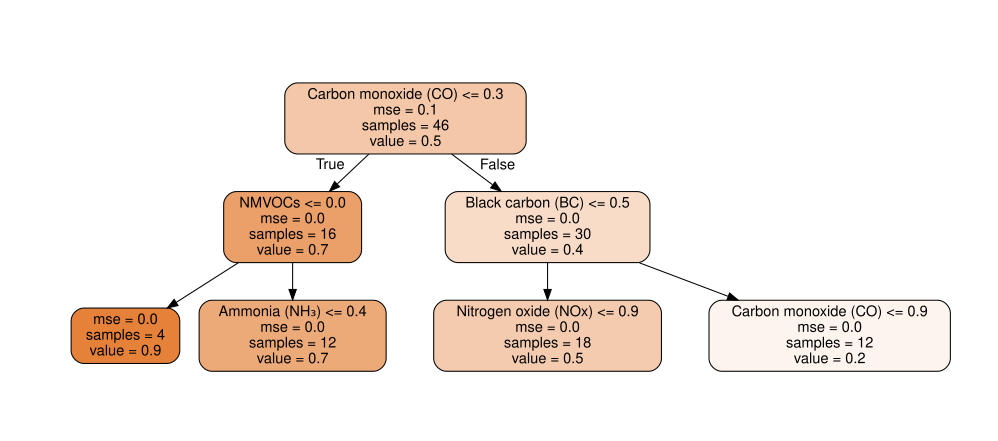 Carbon monoxide (CO) <= 0.3
mse = 0.1
samples = 46
value = 0.5
True
False
NMVOCs <= 0.0
mse = 0.0
samples = 16
value = 0.7
Black carbon (BC) <= 0.5
mse = 0.0
samples = 30
value = 0.4
mse = 0.0
samples = 4
value = 0.9
Ammonia (NH₃) <= 0.4
mse = 0.0
samples = 12
value = 0.7
Nitrogen oxide (NOx) <= 0.9
mse = 0.0
samples = 18
value = 0.5
Carbon monoxide (CO) <= 0.9
mse = 0.0
samples = 12
value = 0.2